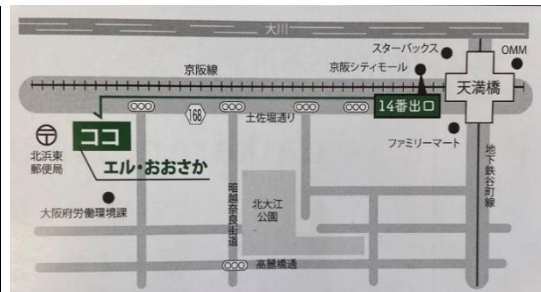 大川
スターバックス
OMM
京阪線
京阪シティモール
天満橋
14番出口
168
土佐堀通り
ココ
ファミリーマート
北浜東
郵便局
エル・おおさか
地下鉄谷町線
大阪府労働環境課
暗越奈良街道
北大江
公園
高麗橋通